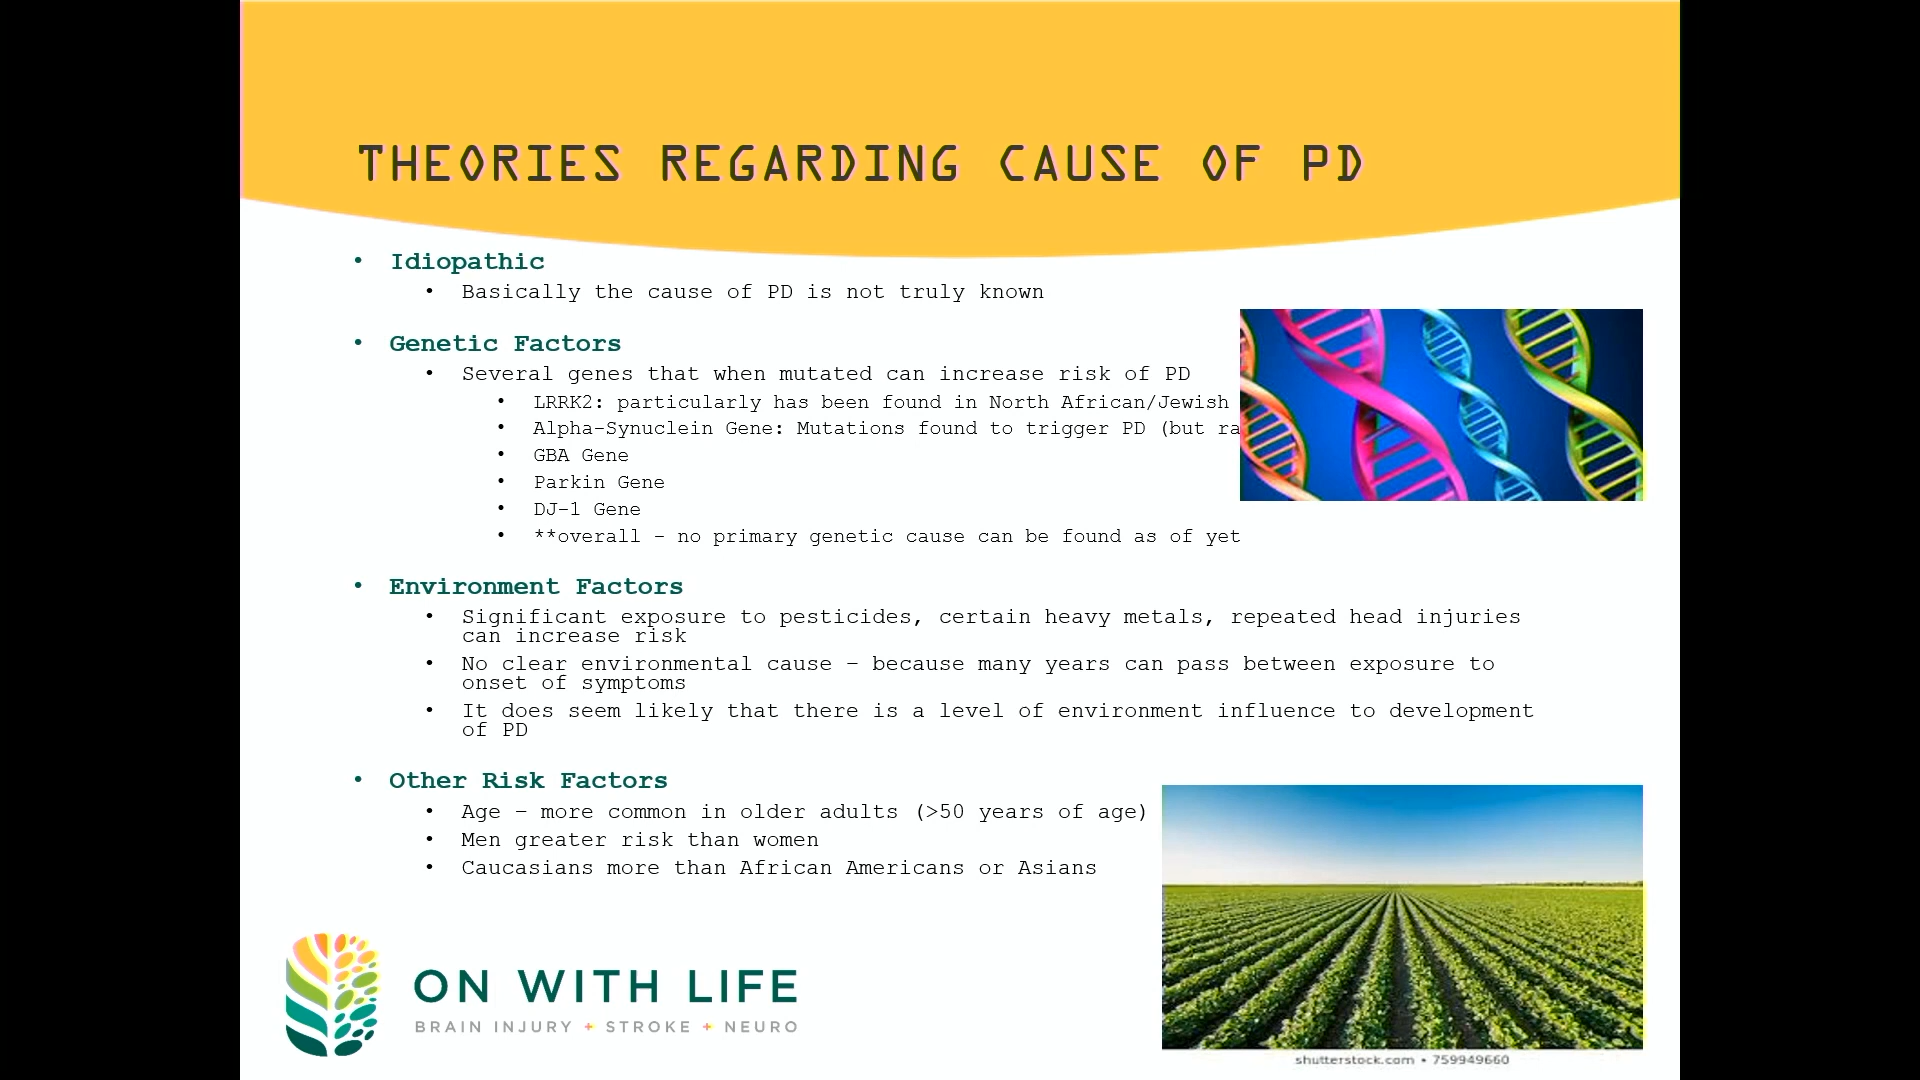 THEORIES REGARDING CAUSE OF PD
• Idiopathic
• Basically the cause of PD is not truly known
• Genetic Factors
• Several genes that when mutated can increase risk of PD
• LRRK2: particularly has been found in North African/Jewish
• Alpha-Synuclein Gene: Mutations found to trigger PD (but
• GBA Gene
• Parkin Gene
• DJ-1 Gene
• **overall – no primary genetic cause can be found as of yet
• Environment Factors
• Significant exposure to pesticides, certain heavy metals, repeated head injuries
can increase risk
• No clear environmental cause – because many years can pass between exposure to
onset of symptoms
• It does seem likely that there is a level of environment influence to development
of PD
• Other Risk Factors
• Age – more common in older adults (>50 years of age)
• Men greater risk than women
• Caucasians more than African Americans or Asians
ON WITH LIFE
BRAIN INJURY + STROKE + NEURO
shutterstock.com • 759949660